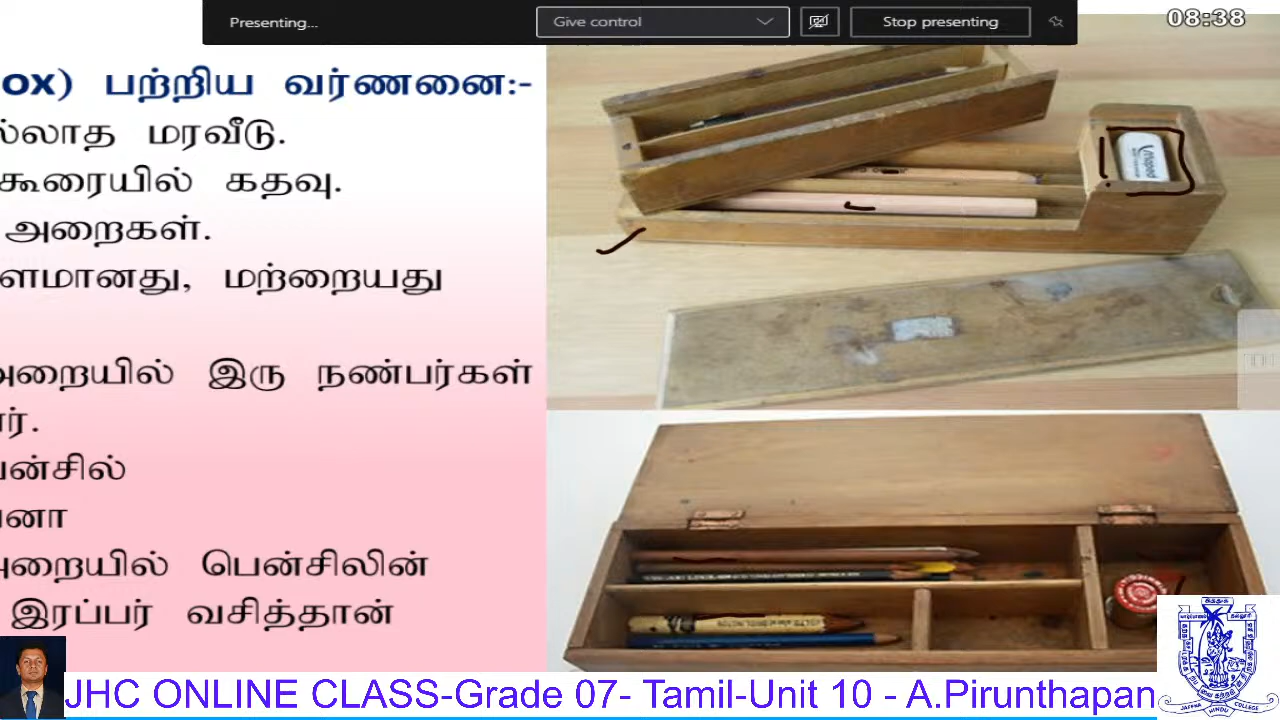 Presenting...
Give control
Stop presenting
08:38
ox) பற்றிய வர்ணனை:-
ல்லாத மரவீடு.
கூரையில் கதவு.
அறைகள்.
ளமானது, மற்றையது
அறையில் இரு நண்பர்கள்
ர்.
பென்சில்
பேனா
அறையில் பென்சிலின்
இரப்பர் வசித்தான்
JHC ONLINE CLASS-Grade 07- Tamil-Unit 10 - A.Pirunthapan